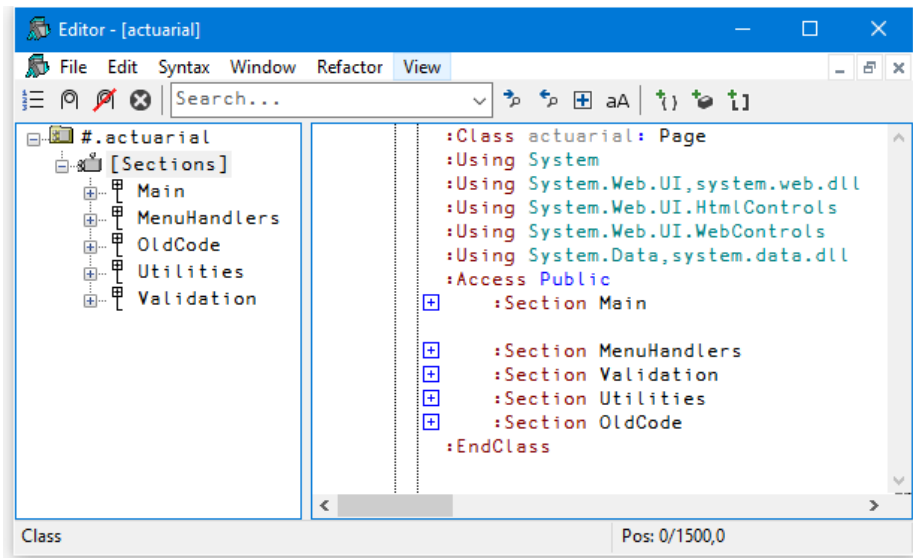 Editor - [actuarial]
File Edit Syntax Window Refactor View
Search... aA
#.actuarial
[Sections]
Main
MenuHandlers
OldCode
Utilities
Validation
:Class actuarial: Page
:Using System
:Using System.Web.UI,system.web.dll
:Using System.Web.UI.HtmlControls
:Using System.Web.UI.WebControls
:Using System.Data,system.data.dll
:Access Public
:Section Main
:Section MenuHandlers
:Section Validation
:Section Utilities
:Section OldCode
:EndClass
Class Pos: 0/1500,0